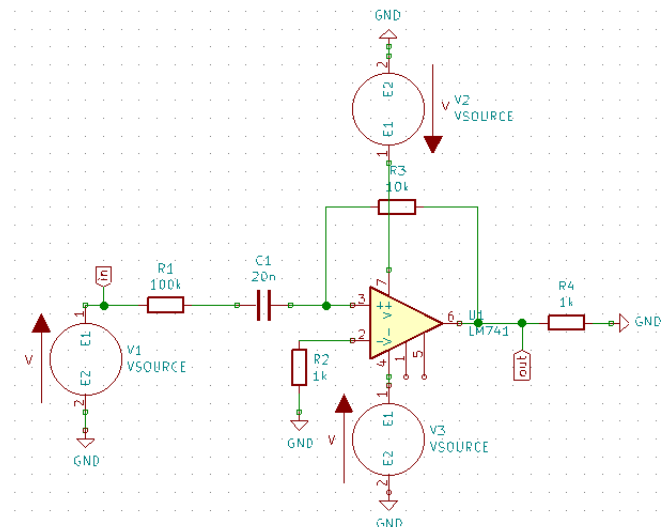 GND
2
E2
V
V2
VSOURCE
E1
1
R3
10k
in
R1
100k
C1
20n
7
3
+
V+
6
U1
LM741
R4
1k
GND
2
-
V-
4
1
5
out
1
E1
V
V1
VSOURCE
E2
2
GND
R2
1k
GND
1
E1
V
V3
VSOURCE
E2
2
GND